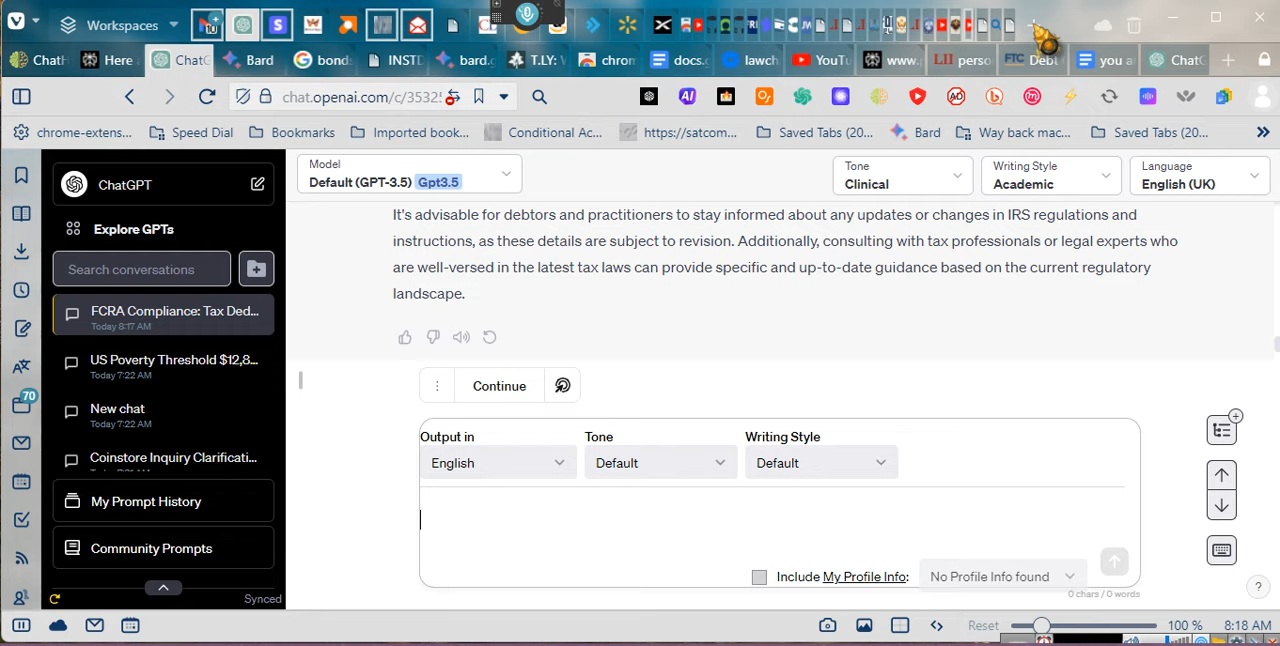 Workspaces
10
ChatH
Here
ChatG
Bard
bonds
INSTD
bard.g
T.I.Y:
chrom
docs.g
lawch
YouTu
www.
LII perso
FTC Debt
you a
ChatG
chat.openai.com/c/3532
chrome-exten...
Speed Dial
Bookmarks
Imported book...
Conditional Ac...
https://satcom...
Saved Tabs (20...
Bard
Way back mac...
Saved Tabs (20...
ChatGPT
Explore GPTs
Search conversations
FCRA Compliance: Tax Ded...
Today 8:17 AM
US Poverty Threshold $12,8...
Today 7:22 AM
New chat
Today 7:22 AM
Coinstore Inquiry Clarificati...
My Prompt History
Community Prompts
Synced
70
Model
Default (GPT-3.5) Gpt3.5
Tone
Clinical
Writing Style
Academic
Language
English (UK)
It's advisable for debtors and practitioners to stay informed about any updates or changes in IRS regulations and
instructions, as these details are subject to revision. Additionally, consulting with tax professionals or legal experts who
are well-versed in the latest tax laws can provide specific and up-to-date guidance based on the current regulatory
landscape.
Continue
Output in
Tone
Writing Style
English
Default
Default
Include My Profile Info:
No Profile Info found
0 chars / 0 words
?
Reset
100 %
8:18 AM